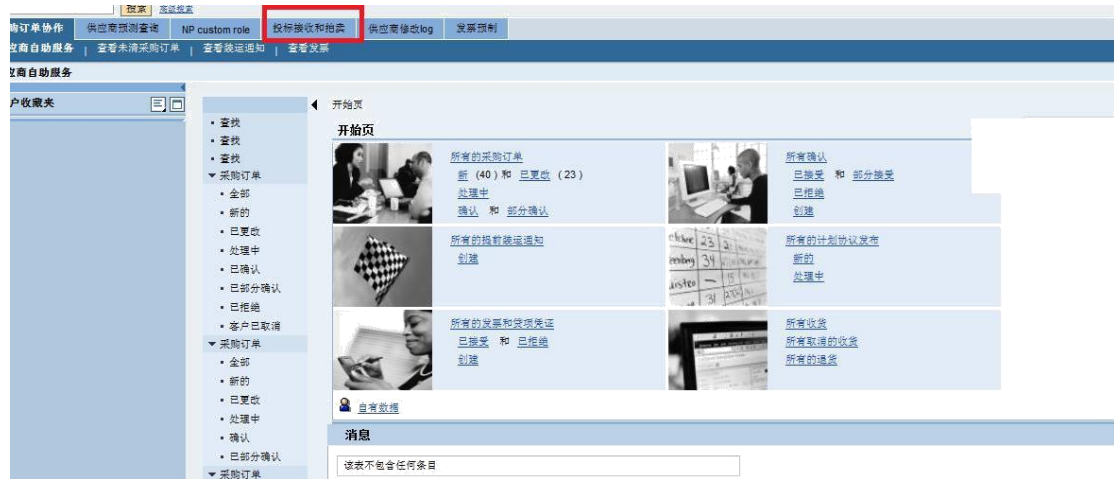 搜索 高级搜索
购订单协作 供应商预测查询 NP custom role 投标接收和拍卖 供应商修改log 发票预制
应商自助服务 | 查看未清采购订单 | 查看装运通知 | 查看发票
应商自助服务
户收藏夹
开始页
• 查找
• 查找
• 查找
▼ 采购订单
• 全部
• 新的
• 已更改
• 处理中
• 已确认
• 已部分确认
• 已拒绝
• 客户已取消
▼ 采购订单
• 全部
• 新的
• 已更改
• 处理中
• 确认
• 已部分确认
▼ 采购订单
开始页
所有的采购订单
新 (40) 和 已更改 (23)
处理中
确认 和 部分确认
所有确认
已接受 和 部分接受
已拒绝
创建
所有的提前装运通知
创建
所有的计划协议发布
新的
处理中
所有的发票和贷项凭证
已接受 和 已拒绝
创建
所有收货
所有取消的收货
所有的退货
自有数据
消息
该表不包含任何条目